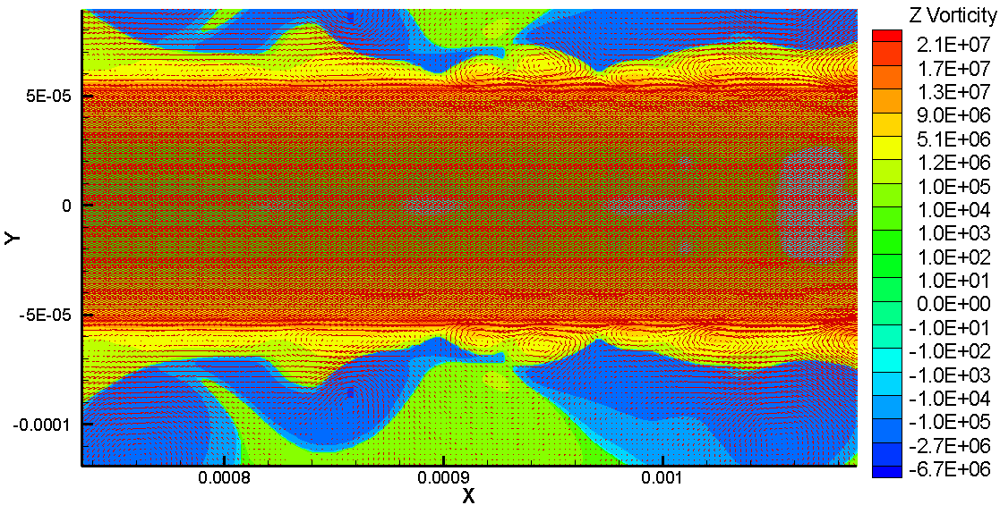 Z Vorticity
2.1E+07
1.7E+07
1.3E+07
9.0E+06
5.1E+06
1.2E+06
1.0E+05
1.0E+04
1.0E+03
1.0E+02
1.0E+01
0.0E+00
-1.0E+01
-1.0E+02
-1.0E+03
-1.0E+04
-1.0E+05
-2.7E+06
-6.7E+06
5E-05
0
-5E-05
-0.0001
Y
0.0008
0.0009
0.001
X